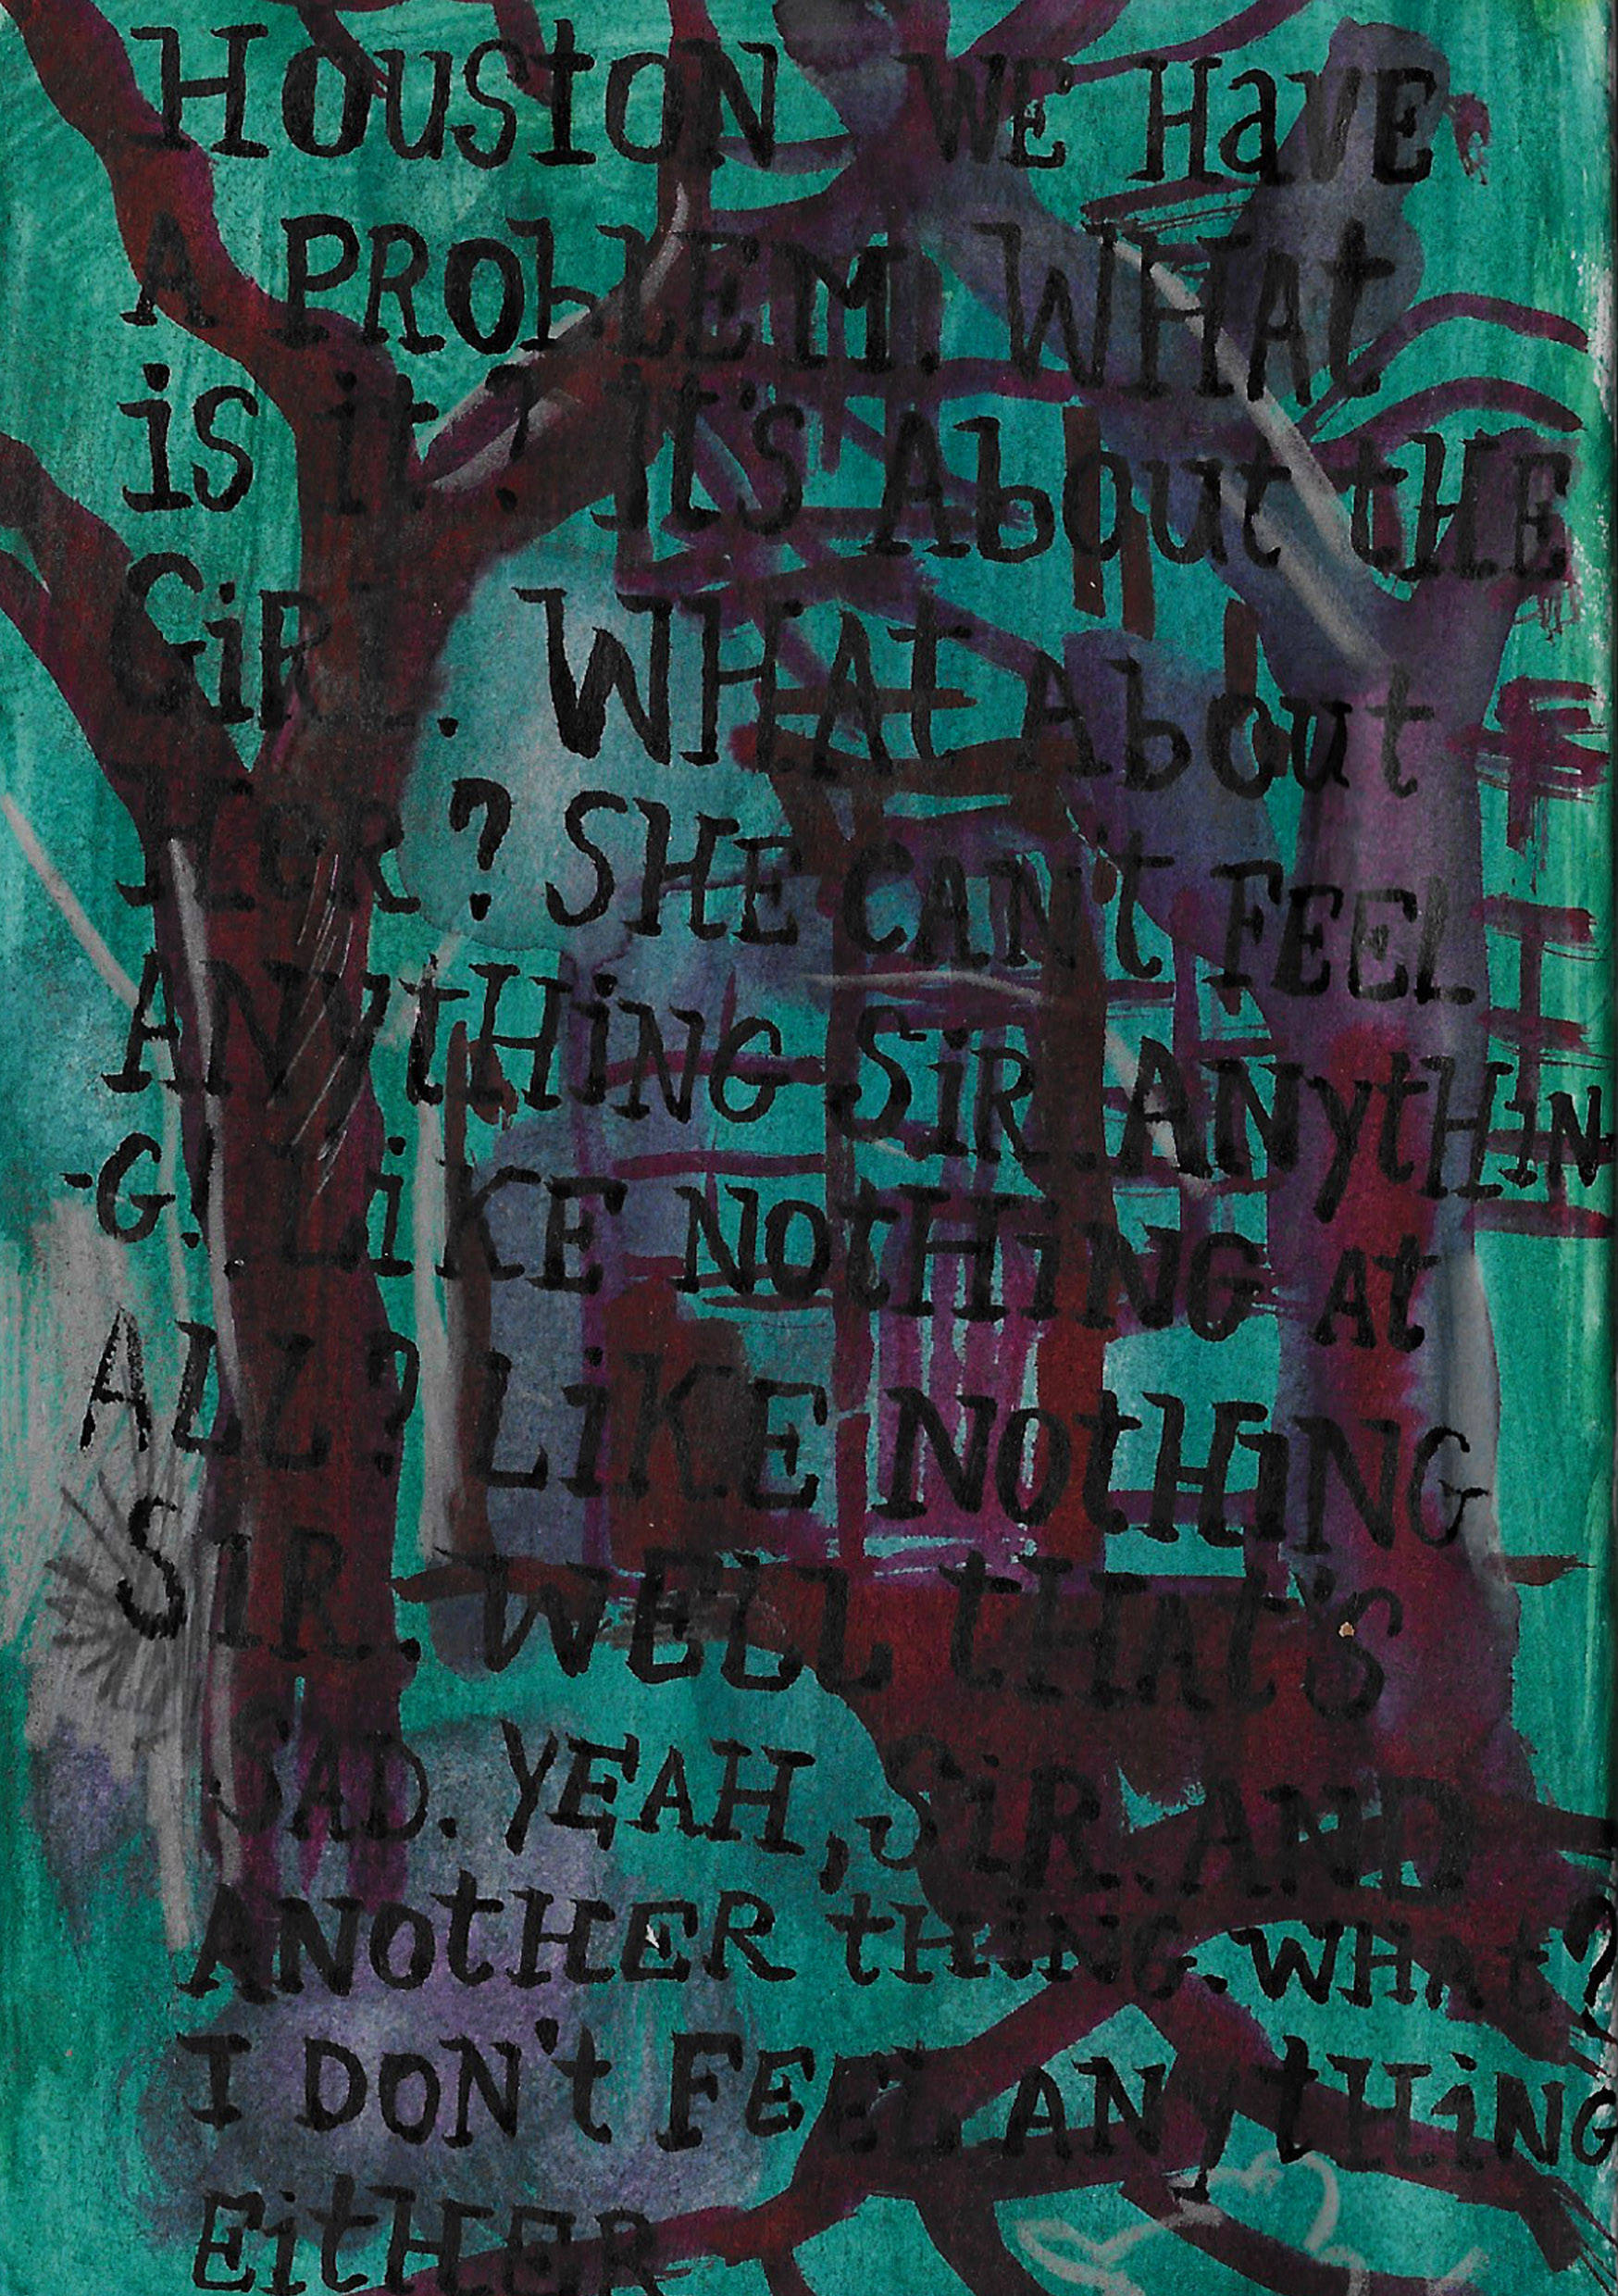 HOUStON WE HaVE
A PRObLEM. WHAt
iS it? It'S AbOut tHE
GiRL. WHAt AbOut
HER? SHE CAN't FEEL
ANYtHiNG SiR. ANytHiN
-G! LiKE NOtHiNG At
ALL? LiKE NOtHiNG
SiR. WELL tHAt'S
SAD. YEAH, SiR. AND
ANOtHER tHiNG. WHAt?
I DON't FEEL ANYtHiNG
EitHER